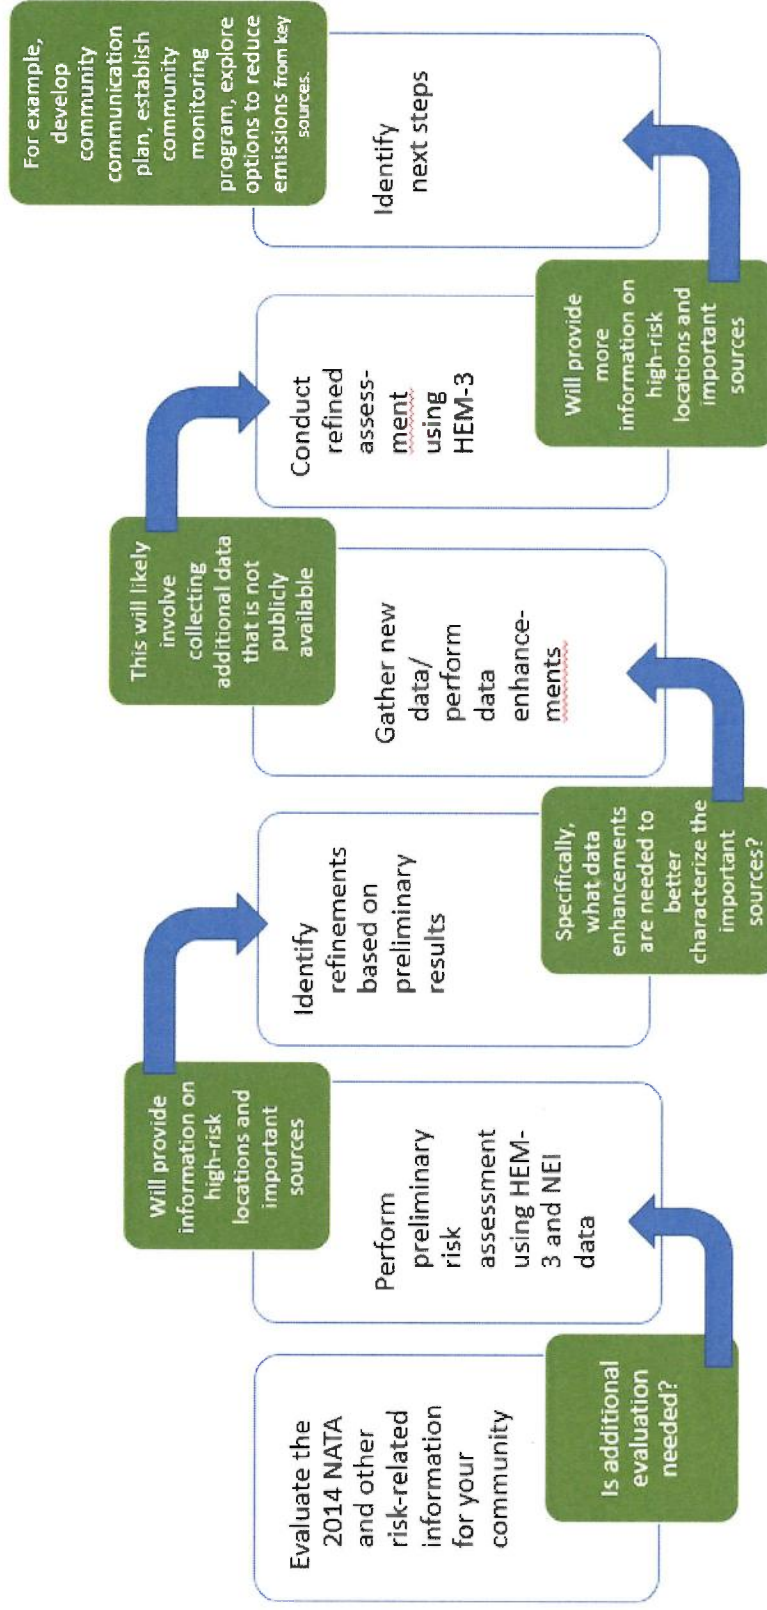 Evaluate the
2014 NATA
and other
risk-related
information
for your
community
Is additional
evaluation
needed?
Perform
preliminary
risk
assessment
using HEM-
3 and NEI
data
Will provide
information on
high-risk
locations and
important
sources
Identify
refinements
based on
preliminary
results
Specifically,
what data
enhancements
are needed to
better
characterize the
important
sources?
Gather new
data/
perform
data
enhance-
ments
This will likely
involve
collecting
additional data
that is not
publicly
available
Conduct
refined
assess-
ment
using
HEM-3
Will provide
more
information on
high-risk
locations and
important
sources
Identify
next steps
For example,
develop
community
communication
plan, establish
community
monitoring
program, explore
options to reduce
emissions from key
sources.